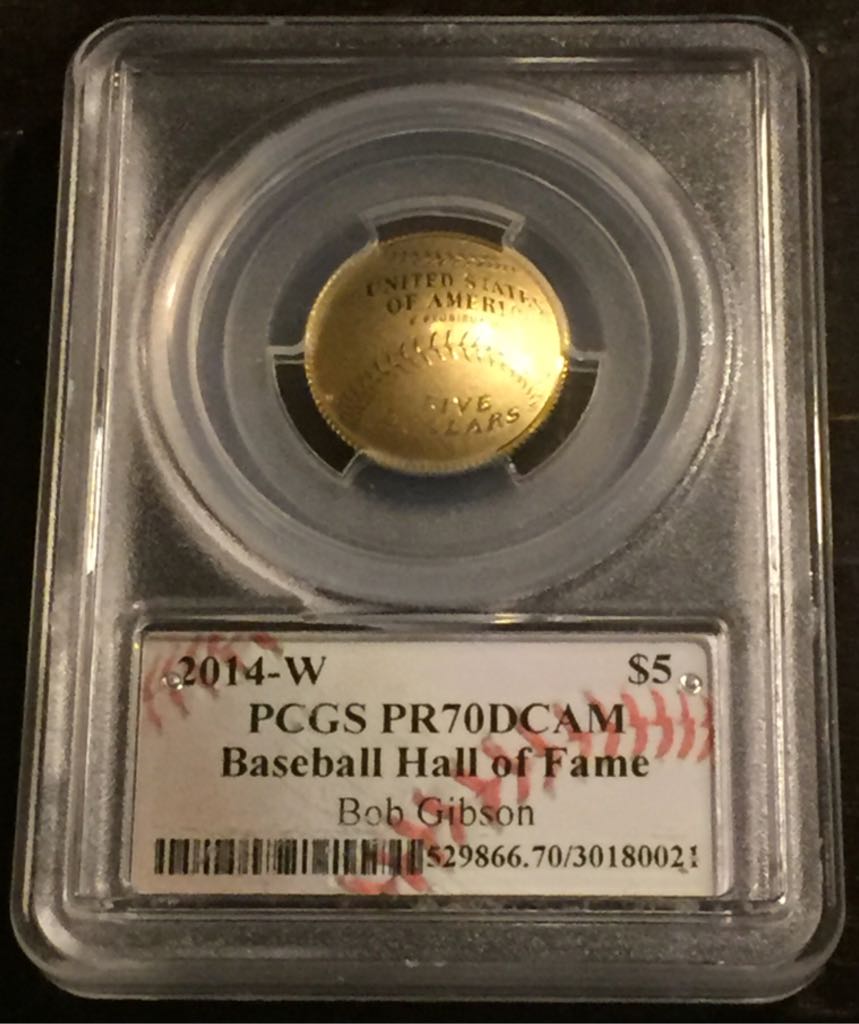 UNITED STATES
OF AMERICA
FIVE
DOLLARS
2014-W $5
PCGS PR70DCAM
Baseball Hall of Fame
Bob Gibson
529866.70/30180021